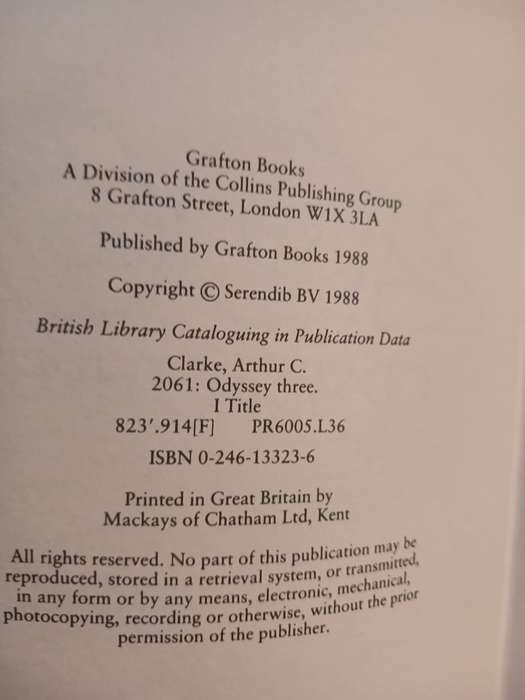 Grafton Books
A Division of the Collins Publishing Group
8 Grafton Street, London W1X 3LA
Published by Grafton Books 1988
Copyright © Serendib BV 1988
British Library Cataloguing in Publication Data
Clarke, Arthur C.
2061: Odyssey three.
I Title
823'.914[F] PR6005.L36
ISBN 0-246-13323-6
Printed in Great Britain by
Mackays of Chatham Ltd, Kent
All rights reserved. No part of this publication may be
reproduced, stored in a retrieval system, or transmitted,
in any form or by any means, electronic, mechanical,
photocopying, recording or otherwise, without the prior
permission of the publisher.